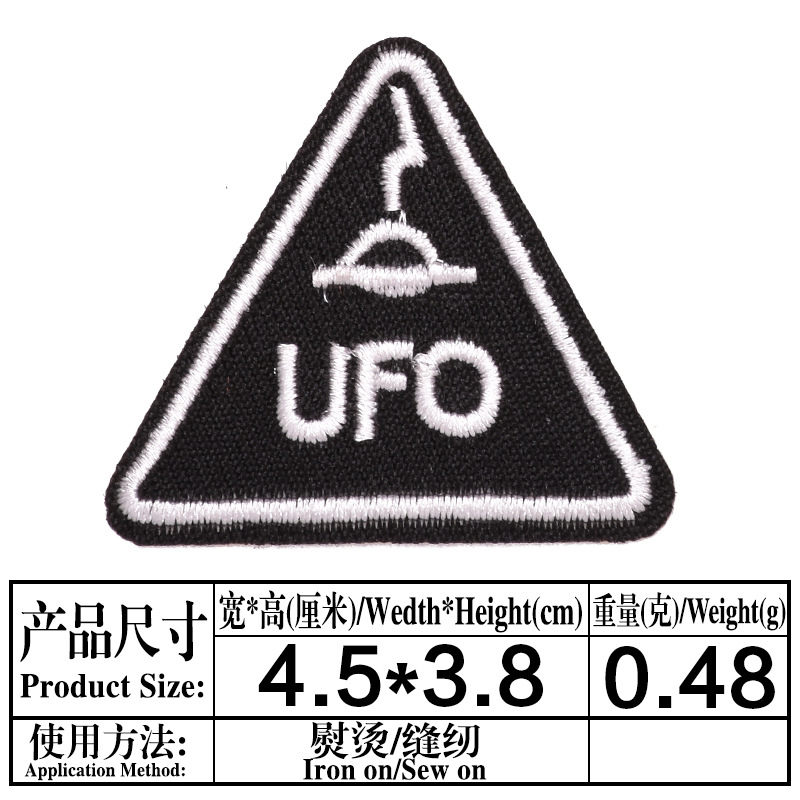 UFO
产品尺寸
Product Size:
宽*高(厘米)/Wedth*Height(cm)
重量(克)/Weight(g)
4.5*3.8
0.48
使用方法:
Application Method:
熨烫/缝纫
Iron on/Sew on